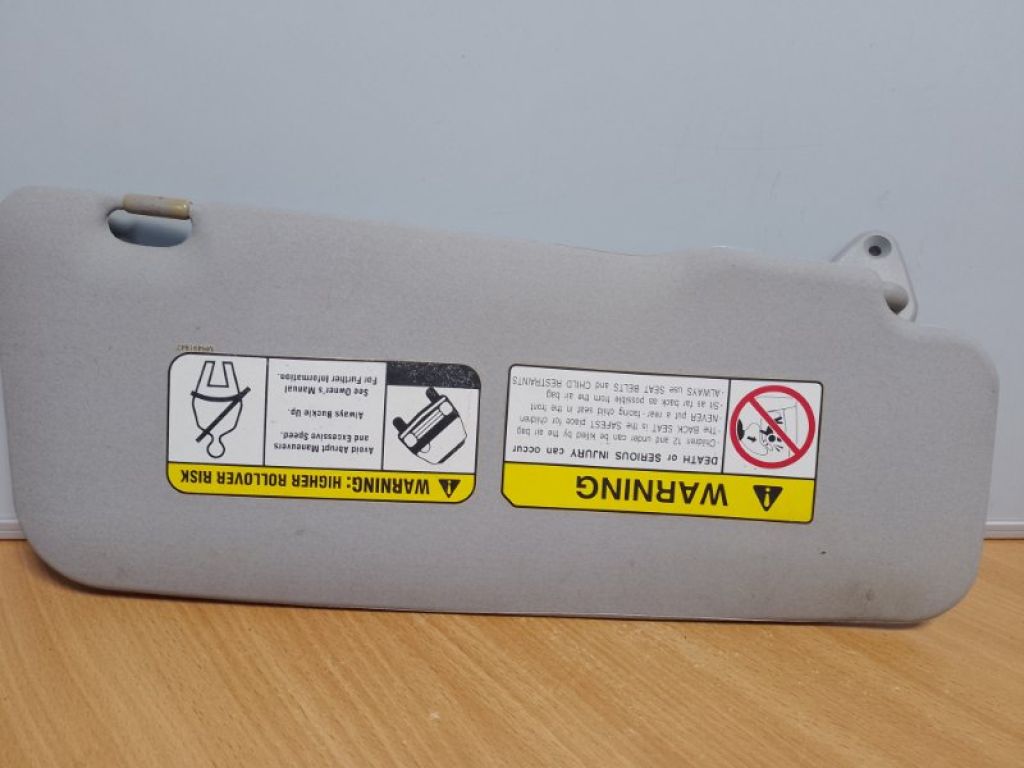 WARNING
DEATH or SERIOUS INJURY can occur
-Children 12 and under can be killed by the air bag
-The BACK SEAT is the SAFEST place for children
-NEVER put a rear-facing child seat in the front
-Sit as far back as possible from the air bag
-ALWAYS use SEAT BELTS and CHILD RESTRAINTS
WARNING: HIGHER ROLLOVER RISK
Avoid Abrupt Maneuvers
and Excessive Speed.
Always Buckle Up.
See Owner's Manual
For Further Information.